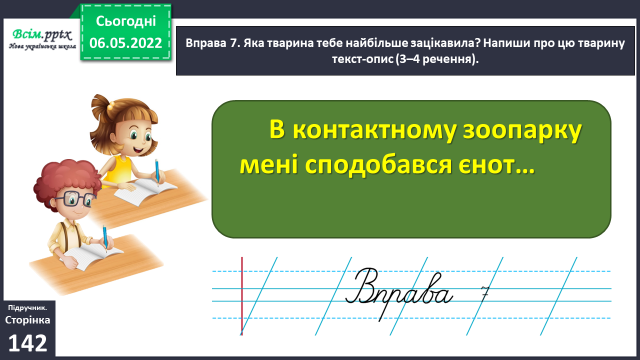 Всім.pptx
Нова українська школа
Сьогодні
06.05.2022
Вправа 7. Яка тварина тебе найбільше зацікавила? Напиши про цю тварину
текст-опис (3–4 речення).
В контактному зоопарку
мені сподобався єнот…
Вправа 7
Підручник.
Сторінка
142